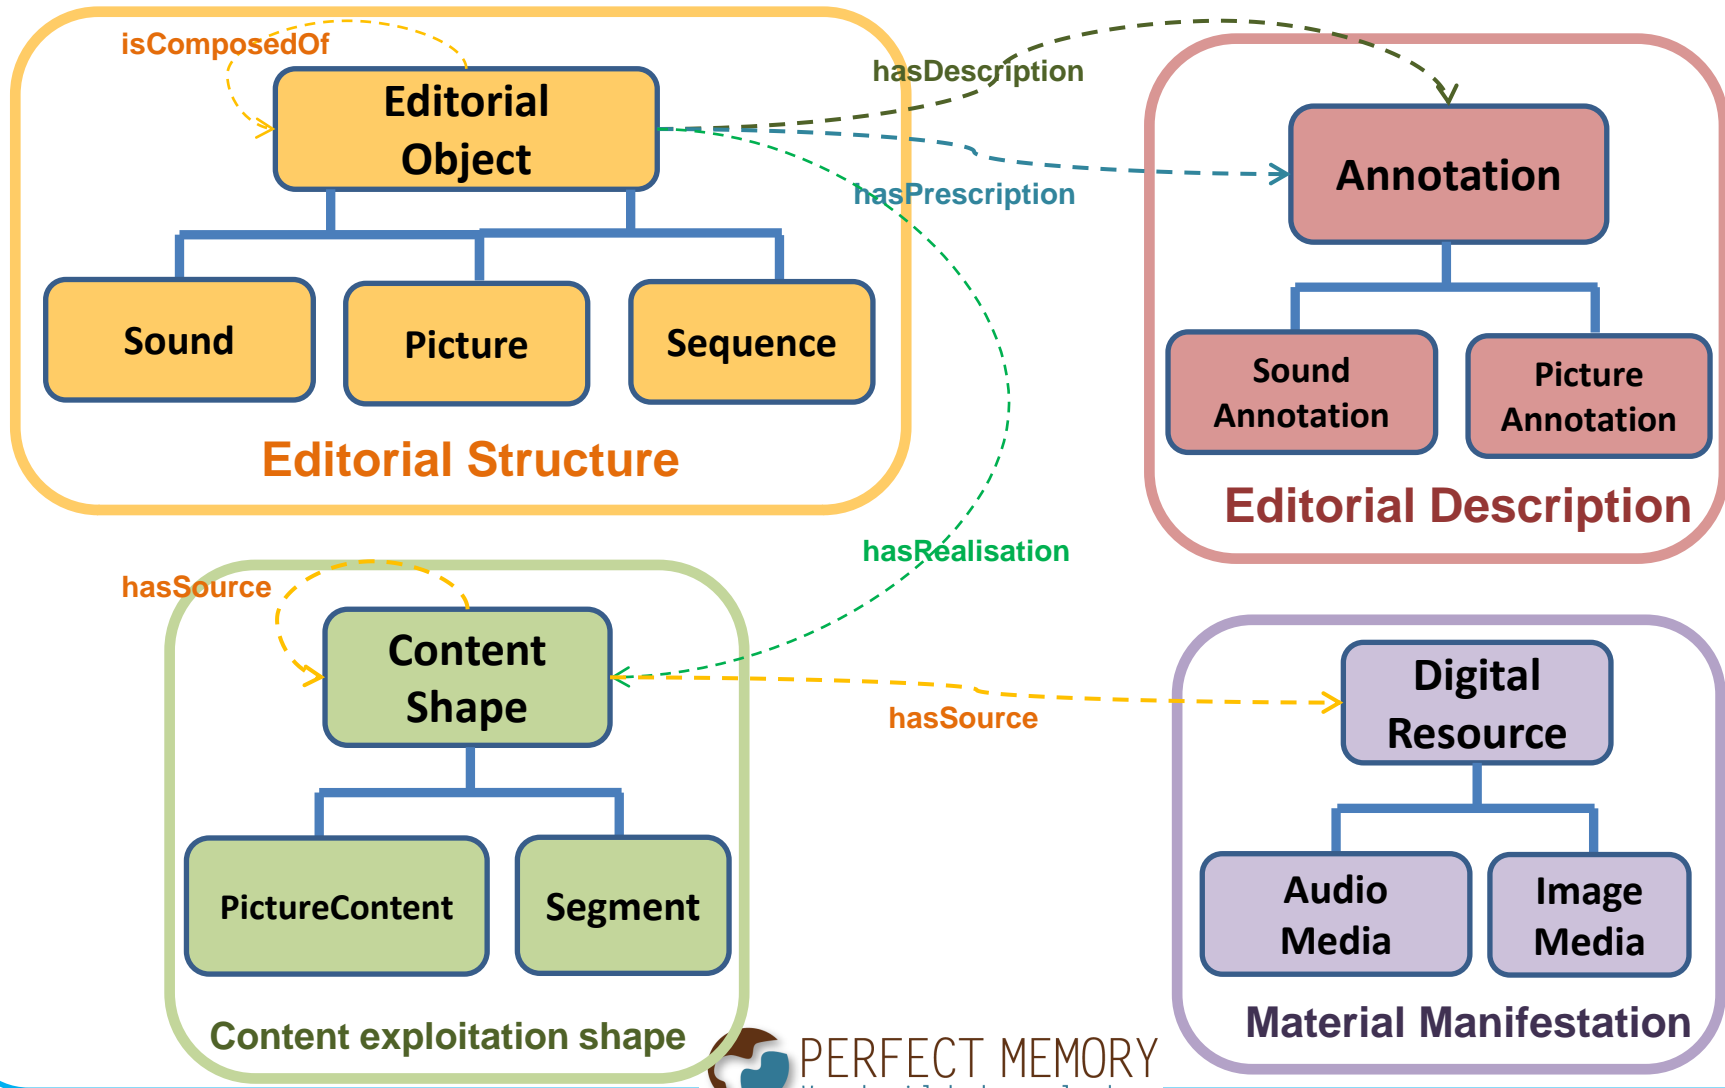 isComposedOf
Editorial
Object
Sound
Picture
Sequence
Editorial Structure
hasDescription
hasPrescription
hasRealisation
Annotation
Sound
Annotation
Picture
Annotation
Editorial Description
hasSource
Content
Shape
PictureContent
Segment
Content exploitation shape
hasSource
Digital
Resource
Audio
Media
Image
Media
Material Manifestation
PERFECT MEMORY